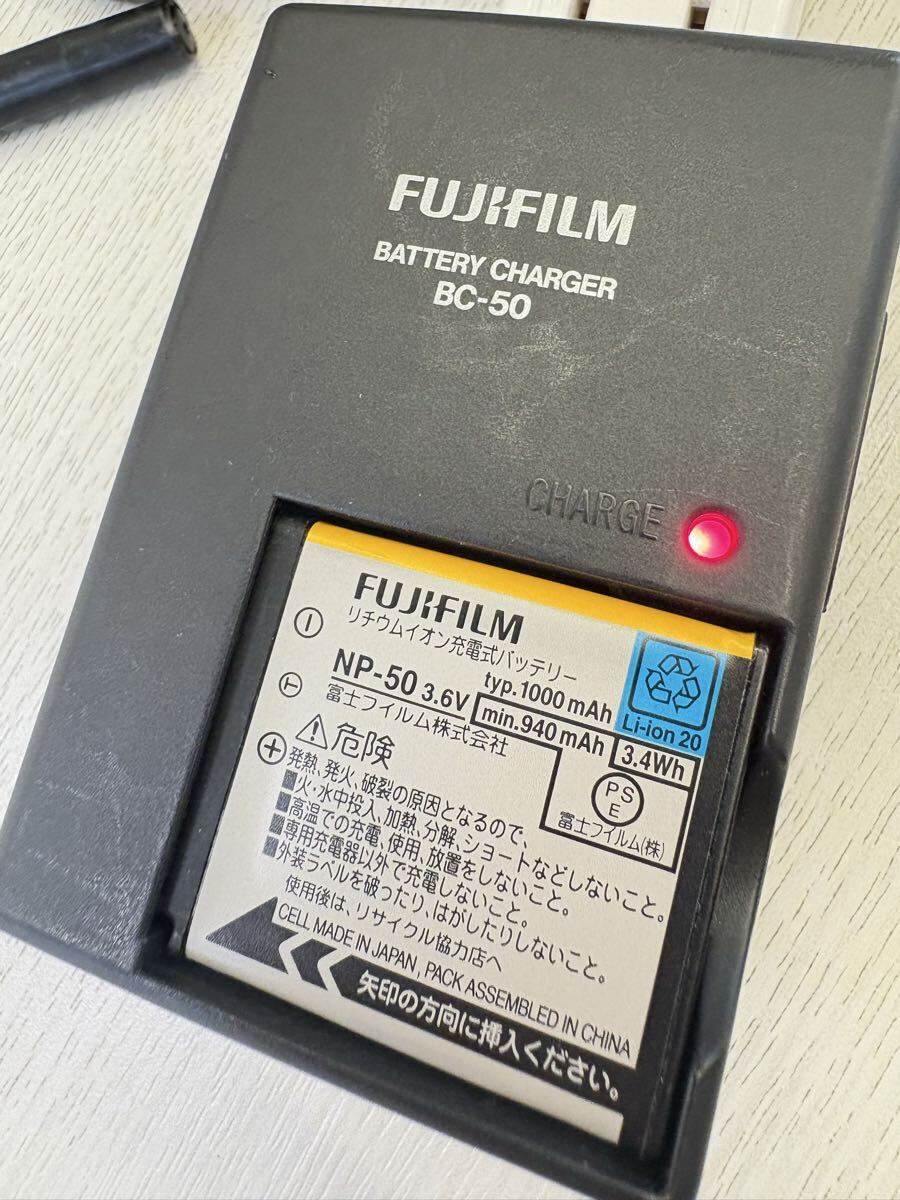 FUJIFILM
BATTERY CHARGER
BC-50
CHARGE
FUJIFILM
リチウムイオン充電式バッテリー
NP-50 3.6V
typ.1000 mAh
min.940 mAh
3.4Wh
Li-ion 20
富士フイルム株式会社
PSE
富士フイルム(株)
⚠危険
発熱、発火、破裂の原因となるので、
■火・水中投入、加熱、分解、ショートなどしないこと。
■高温での充電、使用、放置をしないこと。
■専用充電器以外で充電しないこと。
■外装ラベルを破ったり、はがしたりしないこと。
使用後は、リサイクル協力店へ
CELL MADE IN JAPAN, PACK ASSEMBLED IN CHINA
矢印の方向に挿入ください。